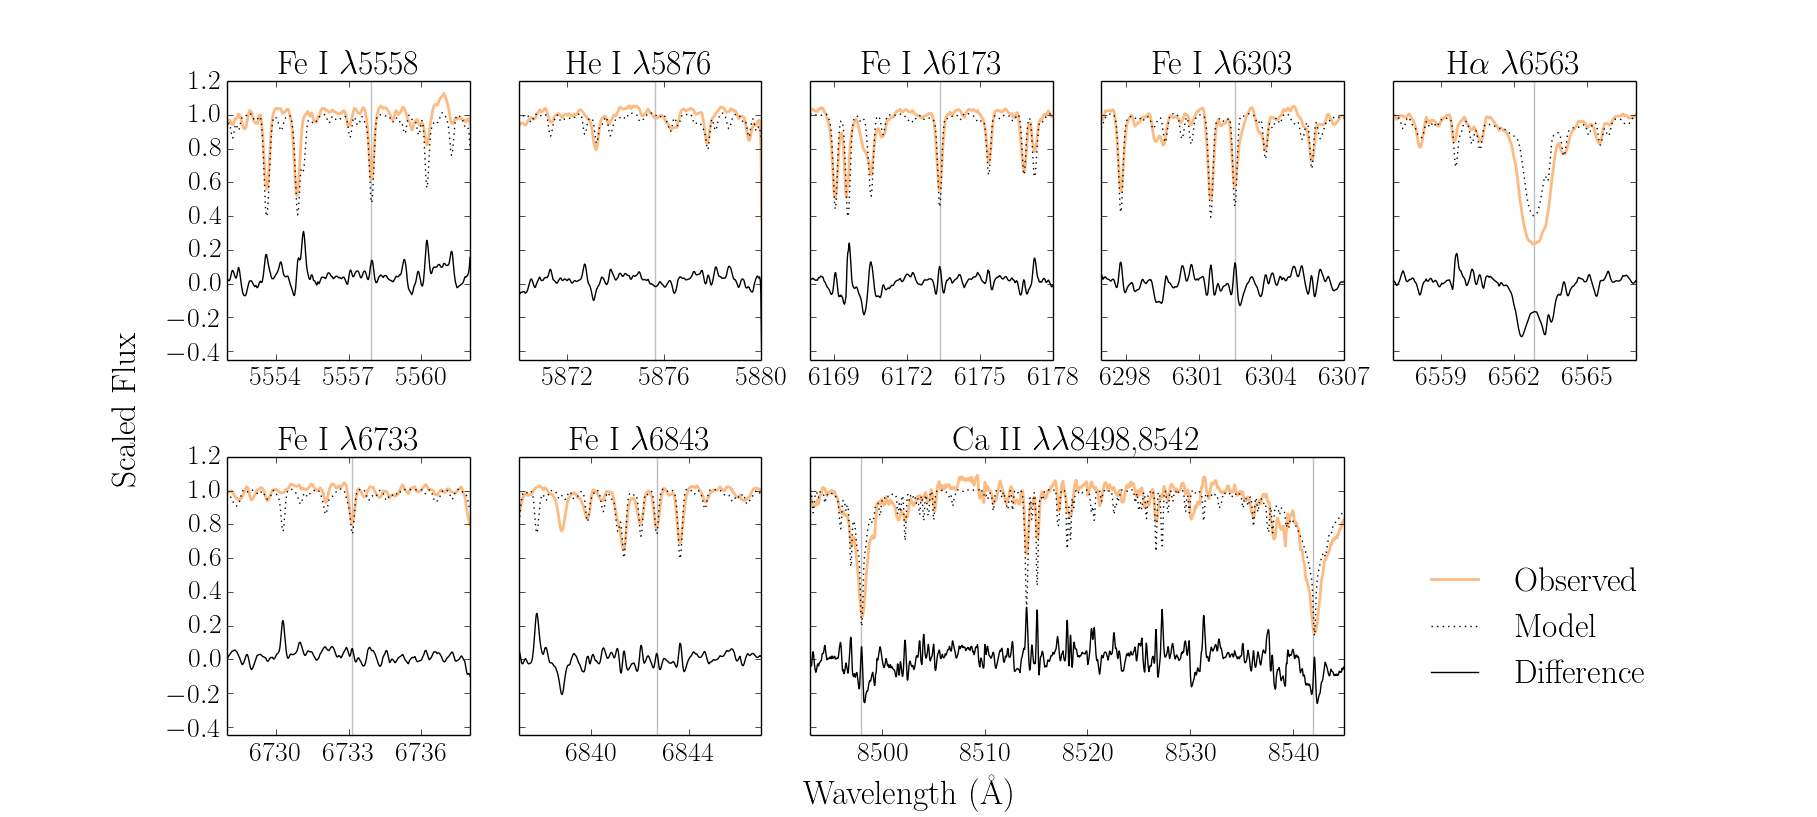 Fe I λ5558 He I λ5876 Fe I λ6173 Fe I λ6303 Hα λ6563
1.2
1.0
0.8
0.6
0.4
0.2
0.0
−0.2
−0.4
5554 5557 5560 5872 5876 5880 6169 6172 6175 6178 6298 6301 6304 6307 6559 6562 6565
Scaled Flux
Fe I λ6733 Fe I λ6843 Ca II λλ8498,8542
1.2
1.0
0.8
0.6
0.4
0.2
0.0
−0.2
−0.4
Observed
Model
Difference
6730 6733 6736 6840 6844 8500 8510 8520 8530 8540
Wavelength (Å)